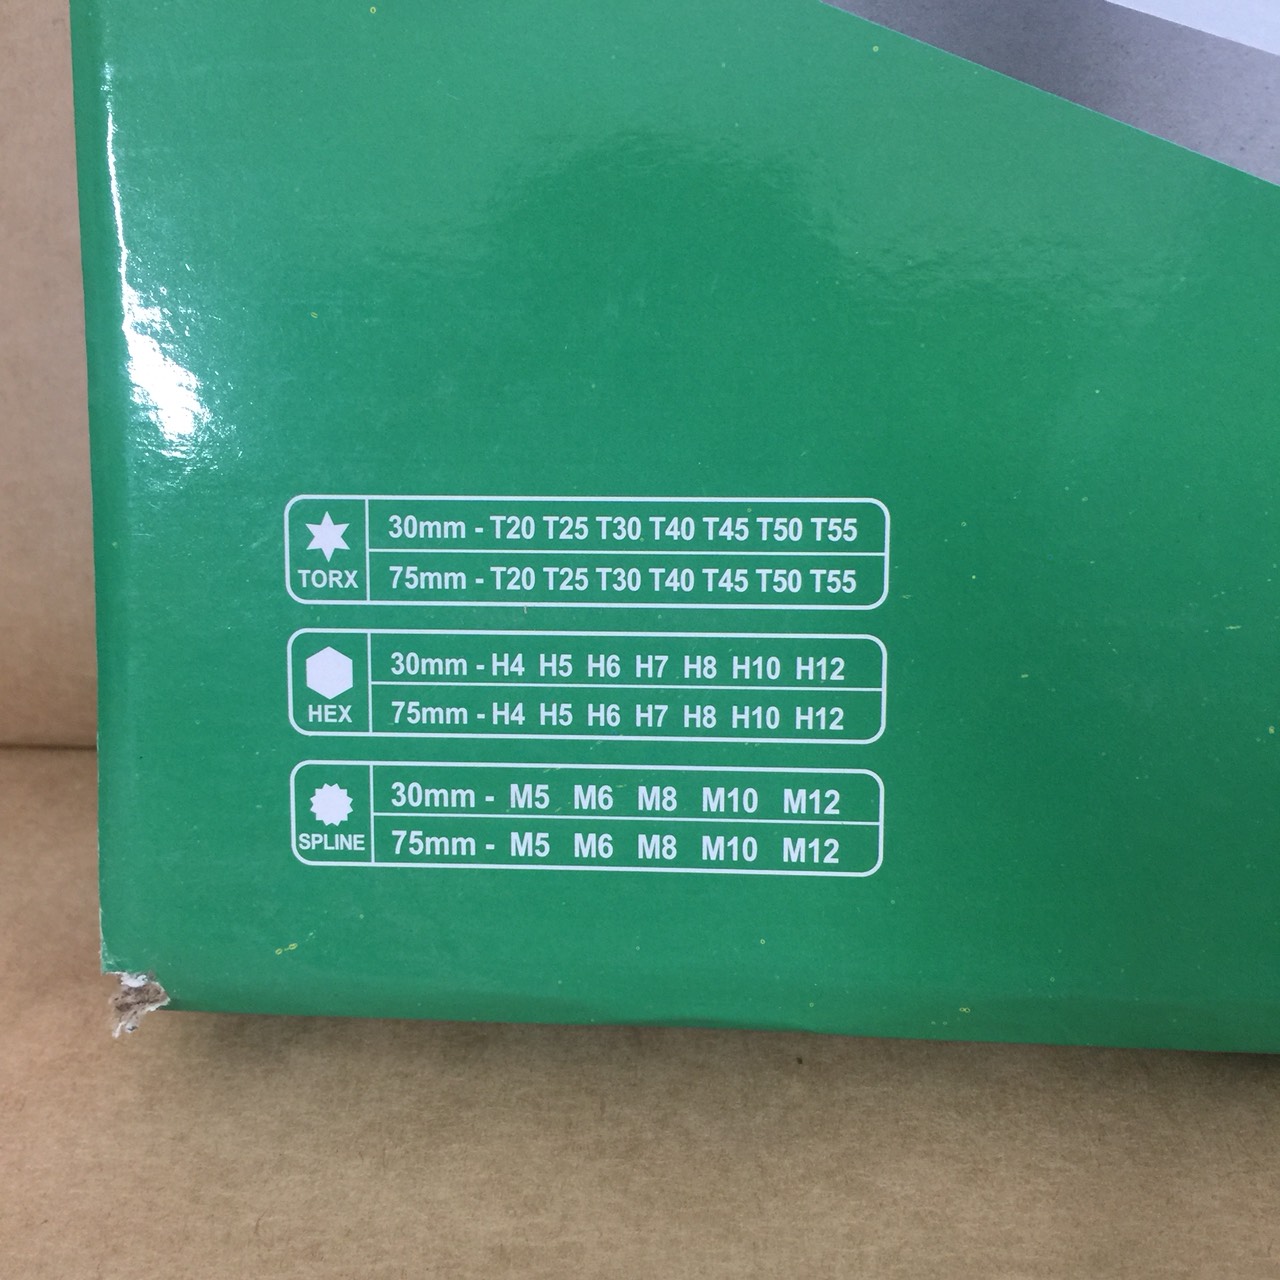 TORX
30mm - T20 T25 T30 T40 T45 T50 T55
75mm - T20 T25 T30 T40 T45 T50 T55
HEX
30mm - H4 H5 H6 H7 H8 H10 H12
75mm - H4 H5 H6 H7 H8 H10 H12
SPLINE
30mm - M5 M6 M8 M10 M12
75mm - M5 M6 M8 M10 M12